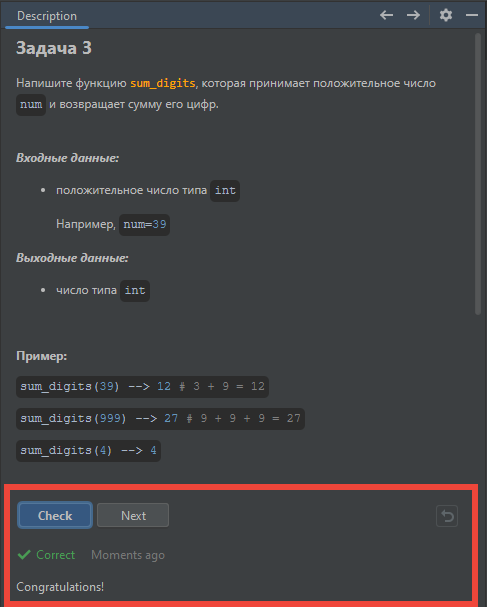 Description
Задача 3
Напишите функцию sum_digits, которая принимает положительное число
num и возвращает сумму его цифр.
Входные данные:
• положительное число типа int
Например, num=39
Выходные данные:
• число типа int
Пример:
sum_digits(39) --> 12 # 3 + 9 = 12
sum_digits(999) --> 27 # 9 + 9 + 9 = 27
sum_digits(4) --> 4
Check Next
Correct Moments ago
Congratulations!